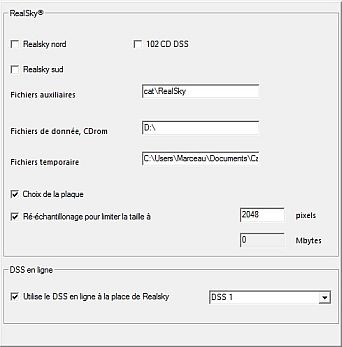 RealSky®
Realsky nord
102 CD DSS
Realsky sud
Fichiers auxiliaires
cat\RealSky
Fichiers de donnée, CDrom
D:\
Fichiers temporaire
C:\Users\Marceau\Documents\Ca
Choix de la plaque
Ré-échantillonage pour limiter la taille à
2048
pixels
0
Mbytes
DSS en ligne
Utilise le DSS en ligne à la place de Realsky
DSS 1